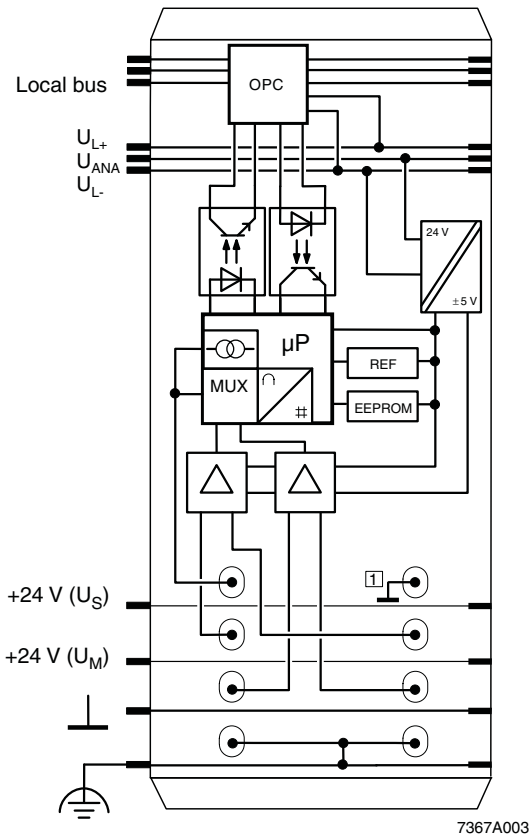 OPC
Local bus
U_L+
U_ANA
U_L-
24 V
± 5 V
µP
REF
MUX
∩
#
EEPROM
1
+24 V (U_S)
+24 V (U_M)
7367A003